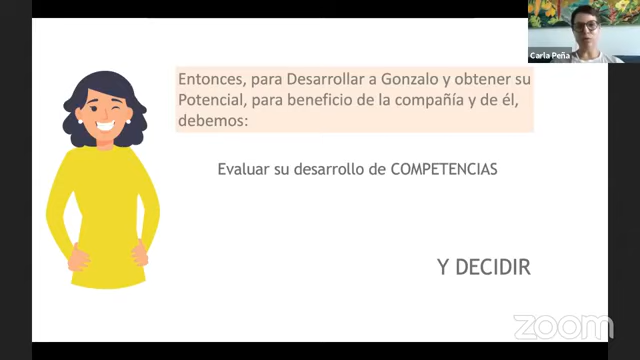 Carla Peña
Entonces, para Desarrollar a Gonzalo y obtener su
Potencial, para beneficio de la compañía y de él,
debemos:
Evaluar su desarrollo de COMPETENCIAS
Y DECIDIR
zoom